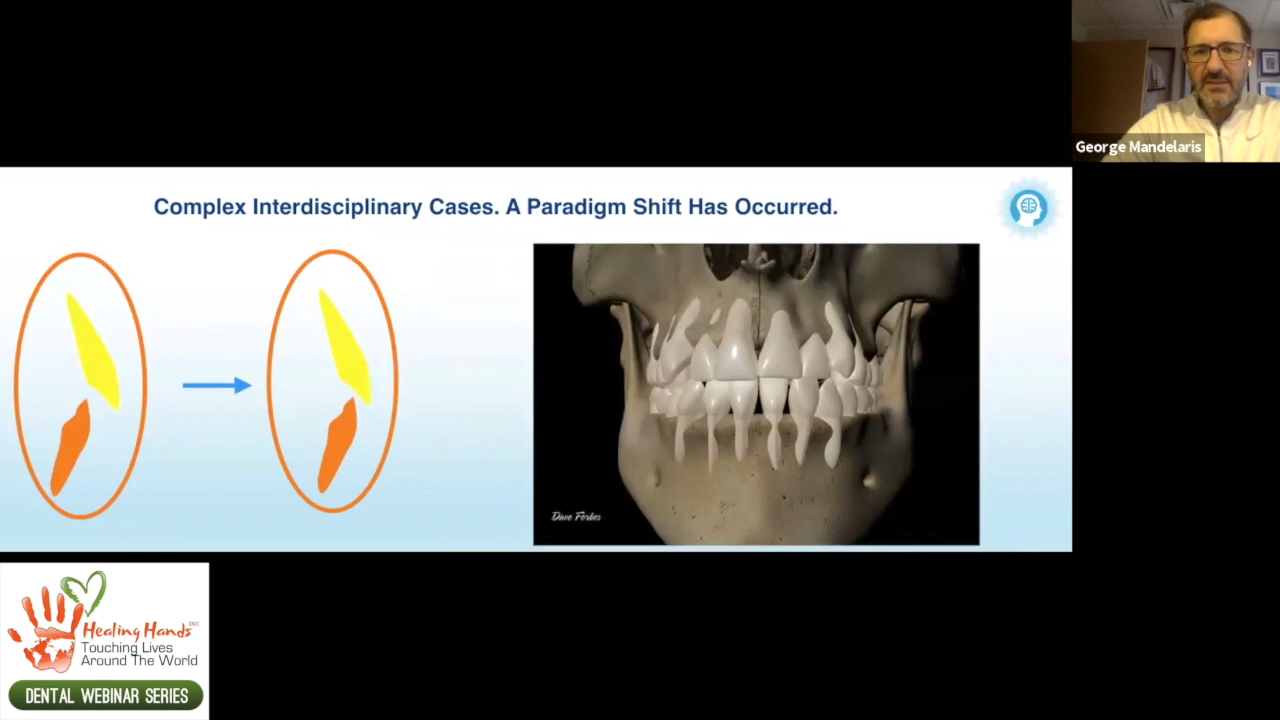 George Mandelaris
Complex Interdisciplinary Cases. A Paradigm Shift Has Occurred.
Dave Forbes
Healing Hands INC
Touching Lives
Around The World
DENTAL WEBINAR SERIES